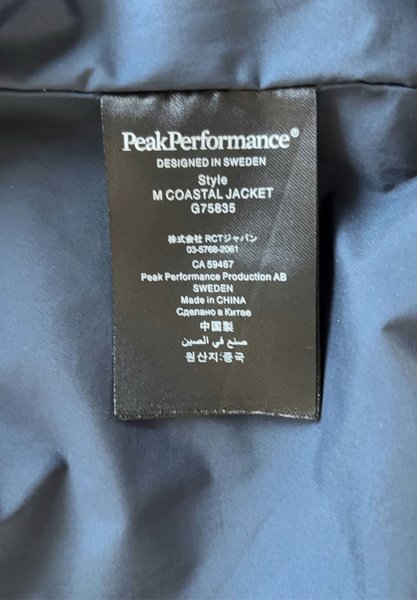 PeakPerformance®
DESIGNED IN SWEDEN
Style
M COASTAL JACKET
G75835
株式会社 RCTジャパン
03-5768-2061
CA 59467
Peak Performance Production AB
SWEDEN
Made in CHINA
Сделано в Китае
中国製
صنع في الصين
원산지:중국